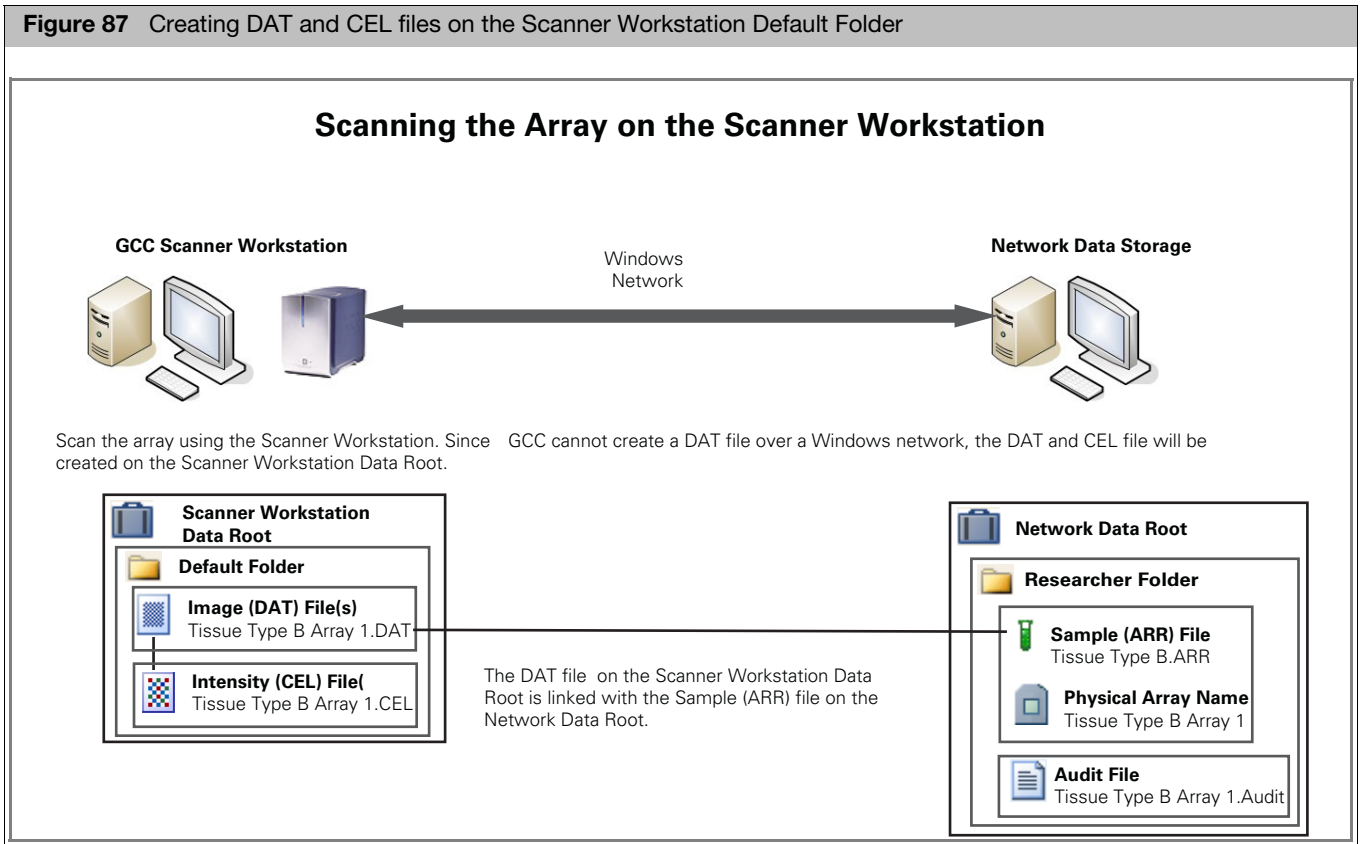 Figure 87 Creating DAT and CEL files on the Scanner Workstation Default Folder
Scanning the Array on the Scanner Workstation
GCC Scanner Workstation
Windows
Network
Network Data Storage
Scan the array using the Scanner Workstation. Since GCC cannot create a DAT file over a Windows network, the DAT and CEL file will be
created on the Scanner Workstation Data Root.
Scanner Workstation
Data Root
Default Folder
Image (DAT) File(s)
Tissue Type B Array 1.DAT
Intensity (CEL) File(
Tissue Type B Array 1.CEL
The DAT file on the Scanner Workstation Data
Root is linked with the Sample (ARR) file on the
Network Data Root.
Network Data Root
Researcher Folder
Sample (ARR) File
Tissue Type B.ARR
Physical Array Name
Tissue Type B Array 1
Audit File
Tissue Type B Array 1.Audit